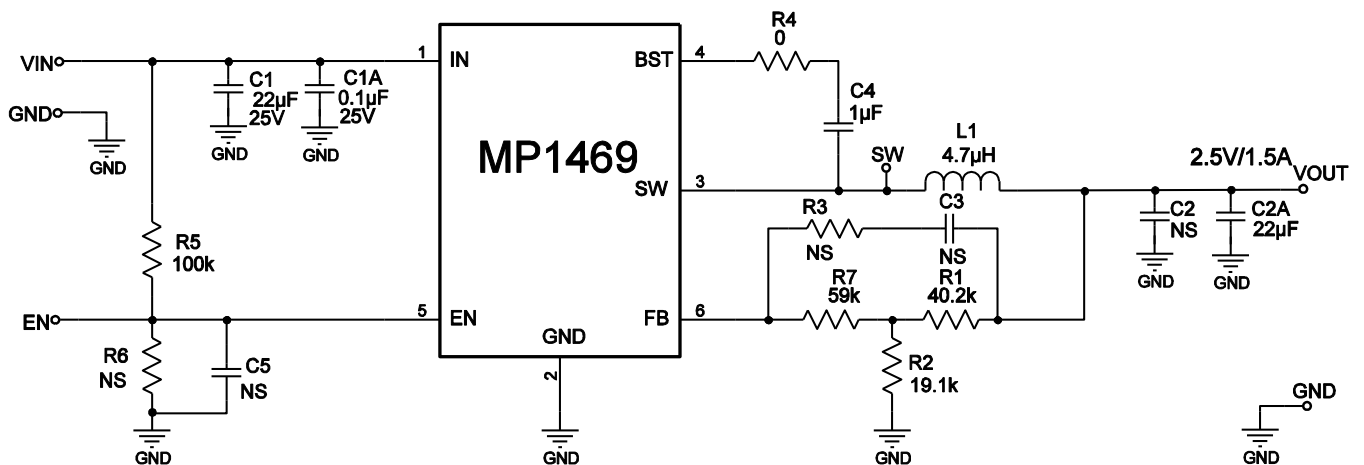 VIN
GND
GND
1
IN
C1
22µF
25V
GND
C1A
0.1µF
25V
GND
MP1469
BST
4
R4
0
C4
1µF
SW
3
SW
L1
4.7µH
2.5V/1.5A
VOUT
R3
NS
C3
NS
C2
NS
GND
C2A
22µF
GND
R5
100k
EN
5
EN
FB
6
R7
59k
R1
40.2k
R6
NS
C5
NS
GND
GND
2
GND
R2
19.1k
GND
GND
GND